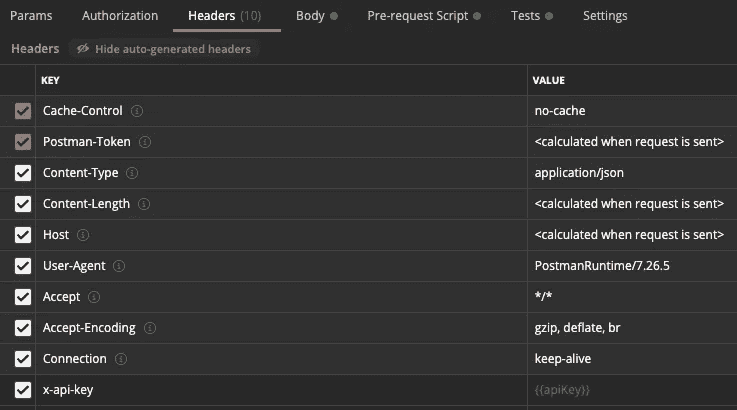 Params Authorization Headers (10) Body Pre-request Script Tests Settings
Headers Hide auto-generated headers
KEY VALUE
Cache-Control no-cache
Postman-Token <calculated when request is sent>
Content-Type application/json
Content-Length <calculated when request is sent>
Host <calculated when request is sent>
User-Agent PostmanRuntime/7.26.5
Accept */*
Accept-Encoding gzip, deflate, br
Connection keep-alive
x-api-key {{apiKey}}